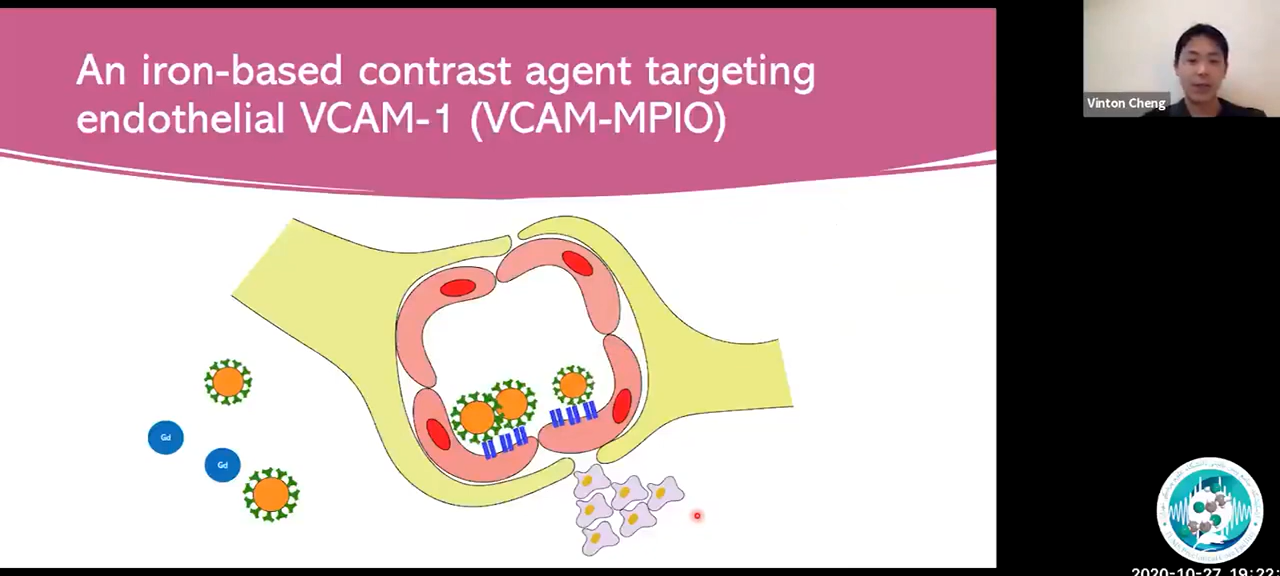 An iron-based contrast agent targeting
endothelial VCAM-1 (VCAM-MPIO)
Vinton Cheng
Gd
Gd
2020-10-27 19:22: